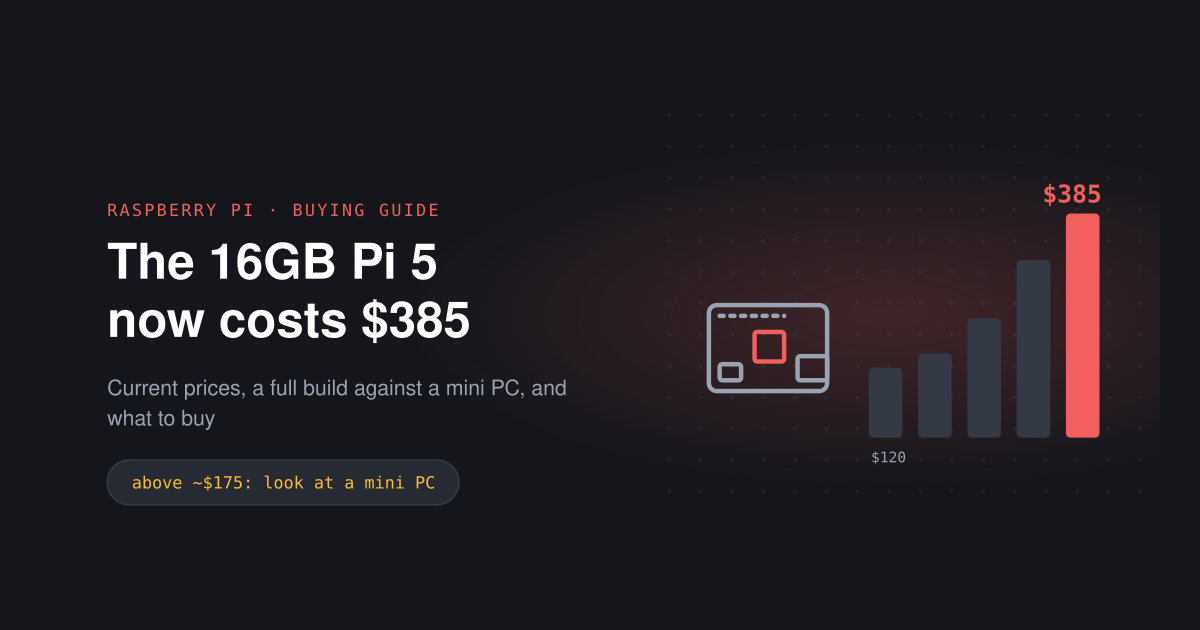 RASPBERRY PI · BUYING GUIDE
The 16GB Pi 5
now costs $385
Current prices, a full build against a mini PC, and
what to buy
above ~$175: look at a mini PC
$385
$120